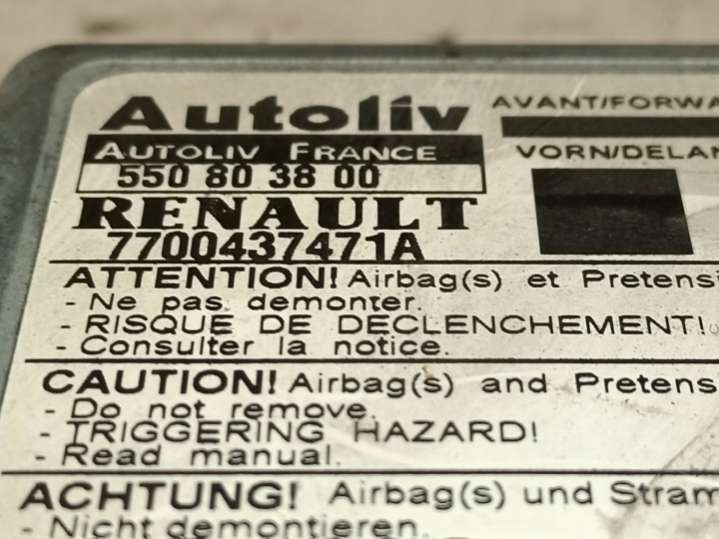 Autoliv
AVANT/FORWA
AUTOLIV FRANCE
VORN/DELAN
550 80 38 00
RENAULT
7700437471A
ATTENTION! Airbag(s) et Pretensi
- Ne pas demonter.
- RISQUE DE DECLENCHEMENT!
- Consulter la notice.
CAUTION! Airbag(s) and Pretens
- Do not remove.
- TRIGGERING HAZARD!
- Read manual.
ACHTUNG! Airbag(s) und Stram
- Nicht demontieren.